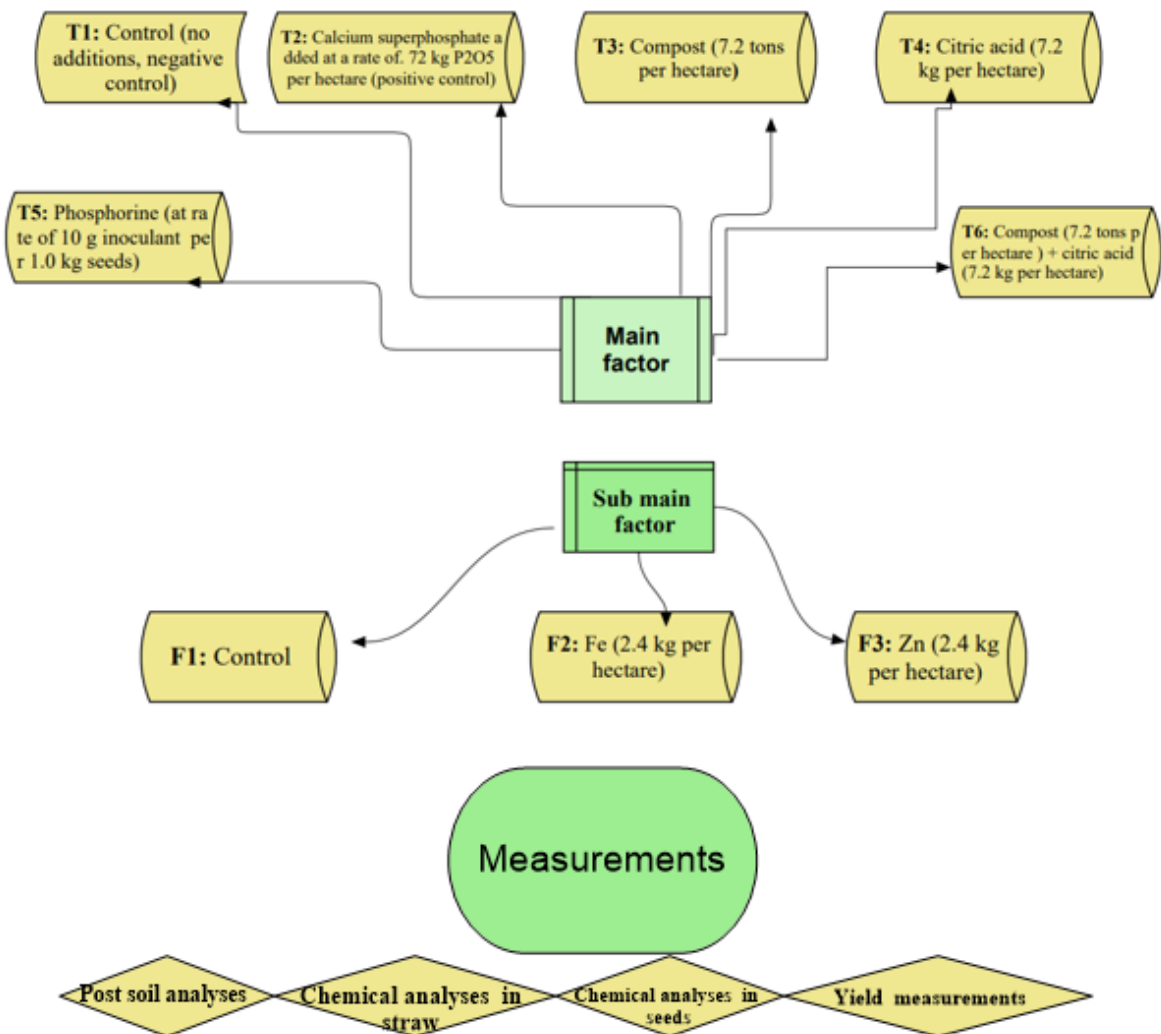 T1: Control (no
additions, negative
control)
T2: Calcium superphosphate a
dded at a rate of. 72 kg P2O5
per hectare (positive control)
T3: Compost (7.2 tons
per hectare)
T4: Citric acid (7.2
kg per hectare)
T5: Phosphorine (at ra
te of 10 g inoculant pe
r 1.0 kg seeds)
T6: Compost (7.2 tons p
er hectare ) + citric acid
(7.2 kg per hectare)
Main
factor
Sub main
factor
F1: Control
F2: Fe (2.4 kg per
hectare)
F3: Zn (2.4 kg
per hectare)
Measurements
Post soil analyses
Chemical analyses in
straw
Chemical analyses in
seeds
Yield measurements